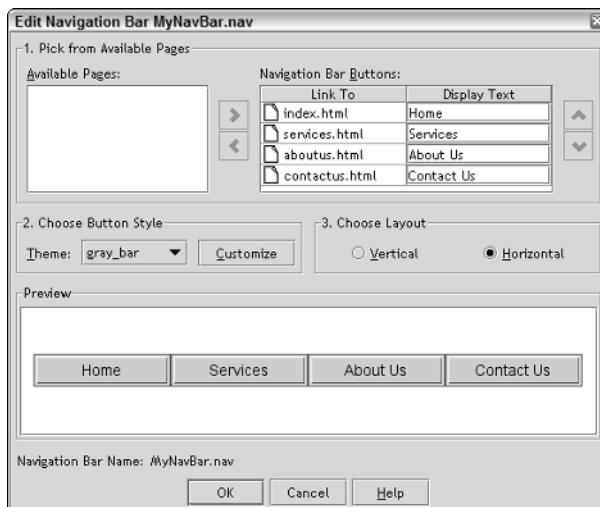 Edit Navigation Bar MyNavBar.nav
1. Pick from Available Pages
Available Pages:
Navigation Bar Buttons:
Link To Display Text
index.html Home
services.html Services
aboutus.html About Us
contactus.html Contact Us
2. Choose Button Style
Theme: gray_bar Customize
3. Choose Layout
Vertical Horizontal
Preview
Home Services About Us Contact Us
Navigation Bar Name: MyNavBar.nav
OK Cancel Help